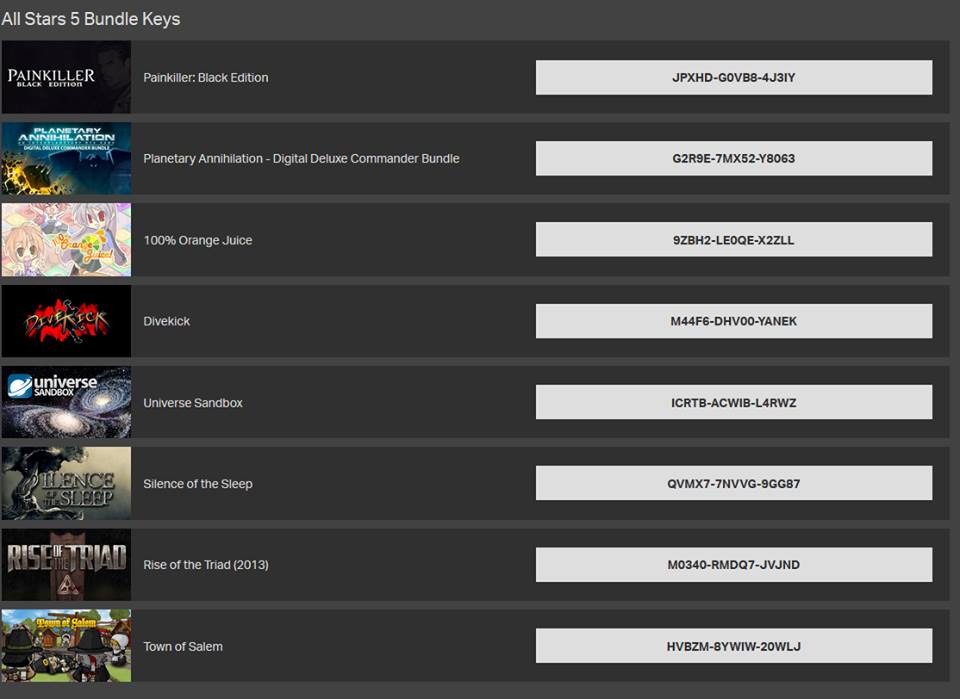 All Stars 5 Bundle Keys
PAINKILLER
BLACK EDITION
Painkiller: Black Edition
JPXHD-G0VB8-4J3IY
PLANETARY
ANNIHILATION
DIGITAL DELUXE COMMANDER BUNDLE
Planetary Annihilation - Digital Deluxe Commander Bundle
G2R9E-7MX52-Y8063
100%
Orange
Juice!
100% Orange Juice
9ZBH2-LE0QE-X2ZLL
DIVEKICK
Divekick
M44F6-DHV00-YANEK
universe
SANDBOX
Universe Sandbox
ICRTB-ACWIB-L4RWZ
SILENCE
OF THE SLEEP
Silence of the Sleep
QVMX7-7NVVG-9GG87
RISE OF THE TRIAD
Rise of the Triad (2013)
M0340-RMDQ7-JVJND
Town of Salem
Town of Salem
HVBZM-8YWIW-20WLJ